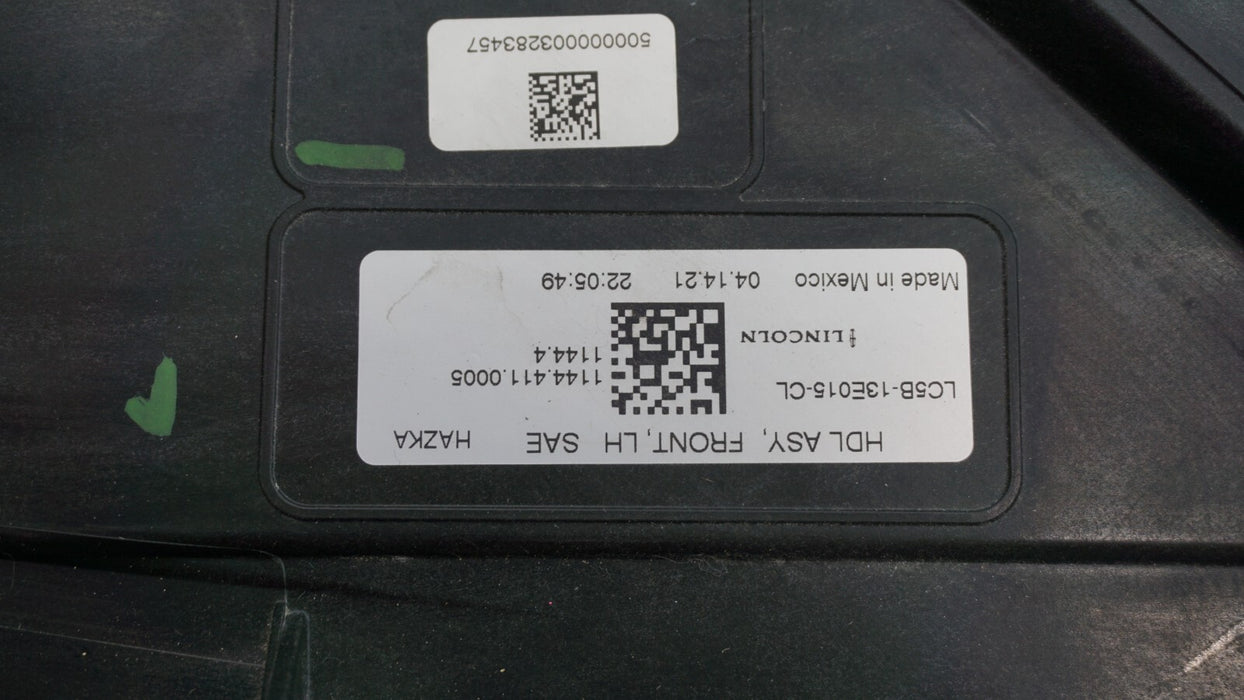 HDL ASY, FRONT, LH SAE HAZKA
LC5B-13E015-CL 1144.411.0005
1144.4
LINCOLN
Made in Mexico 04.14.21 22:05:49
5000000003283457